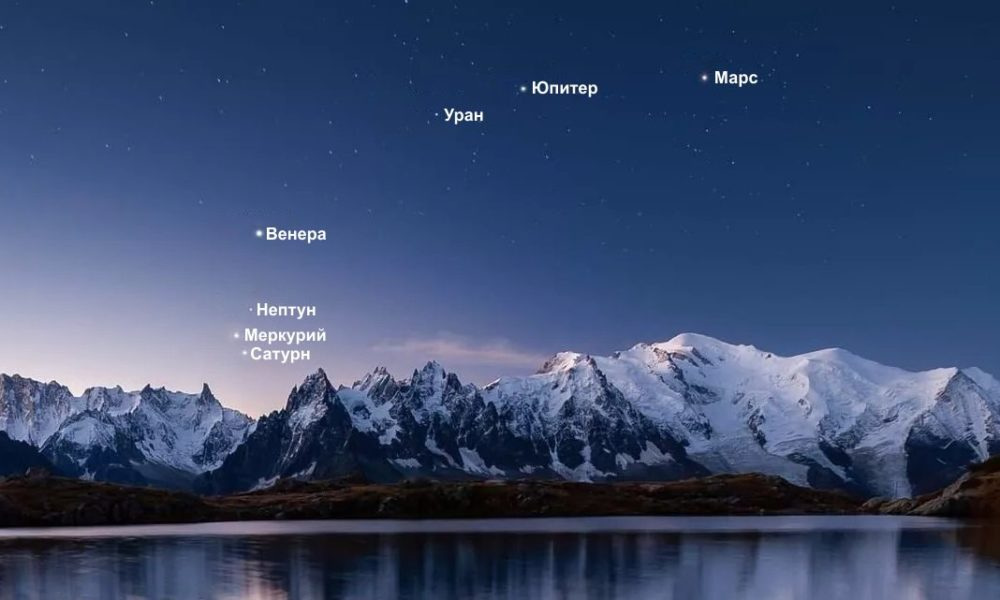 Марс
Юпитер
Уран
Венера
Нептун
Меркурий
Сатурн